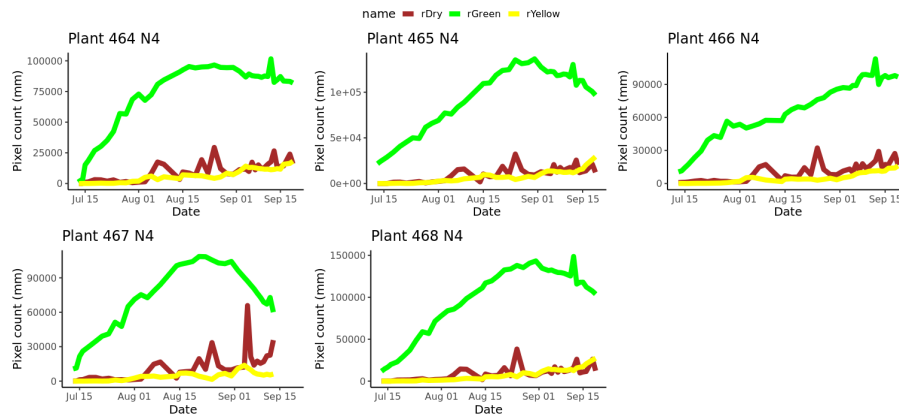 name rDry rGreen rYellow
Plant 464 N4
Pixel count (mm)
100000
75000
50000
25000
0
Jul 15 Aug 01 Aug 15 Sep 01 Sep 15
Date
Plant 465 N4
Pixel count (mm)
1e+05
5e+04
0e+00
Jul 15 Aug 01 Aug 15 Sep 01 Sep 15
Date
Plant 466 N4
Pixel count (mm)
90000
60000
30000
0
Jul 15 Aug 01 Aug 15 Sep 01 Sep 15
Date
Plant 467 N4
Pixel count (mm)
90000
60000
30000
0
Jul 15 Aug 01 Aug 15 Sep 01 Sep 15
Date
Plant 468 N4
Pixel count (mm)
150000
100000
50000
0
Jul 15 Aug 01 Aug 15 Sep 01 Sep 15
Date